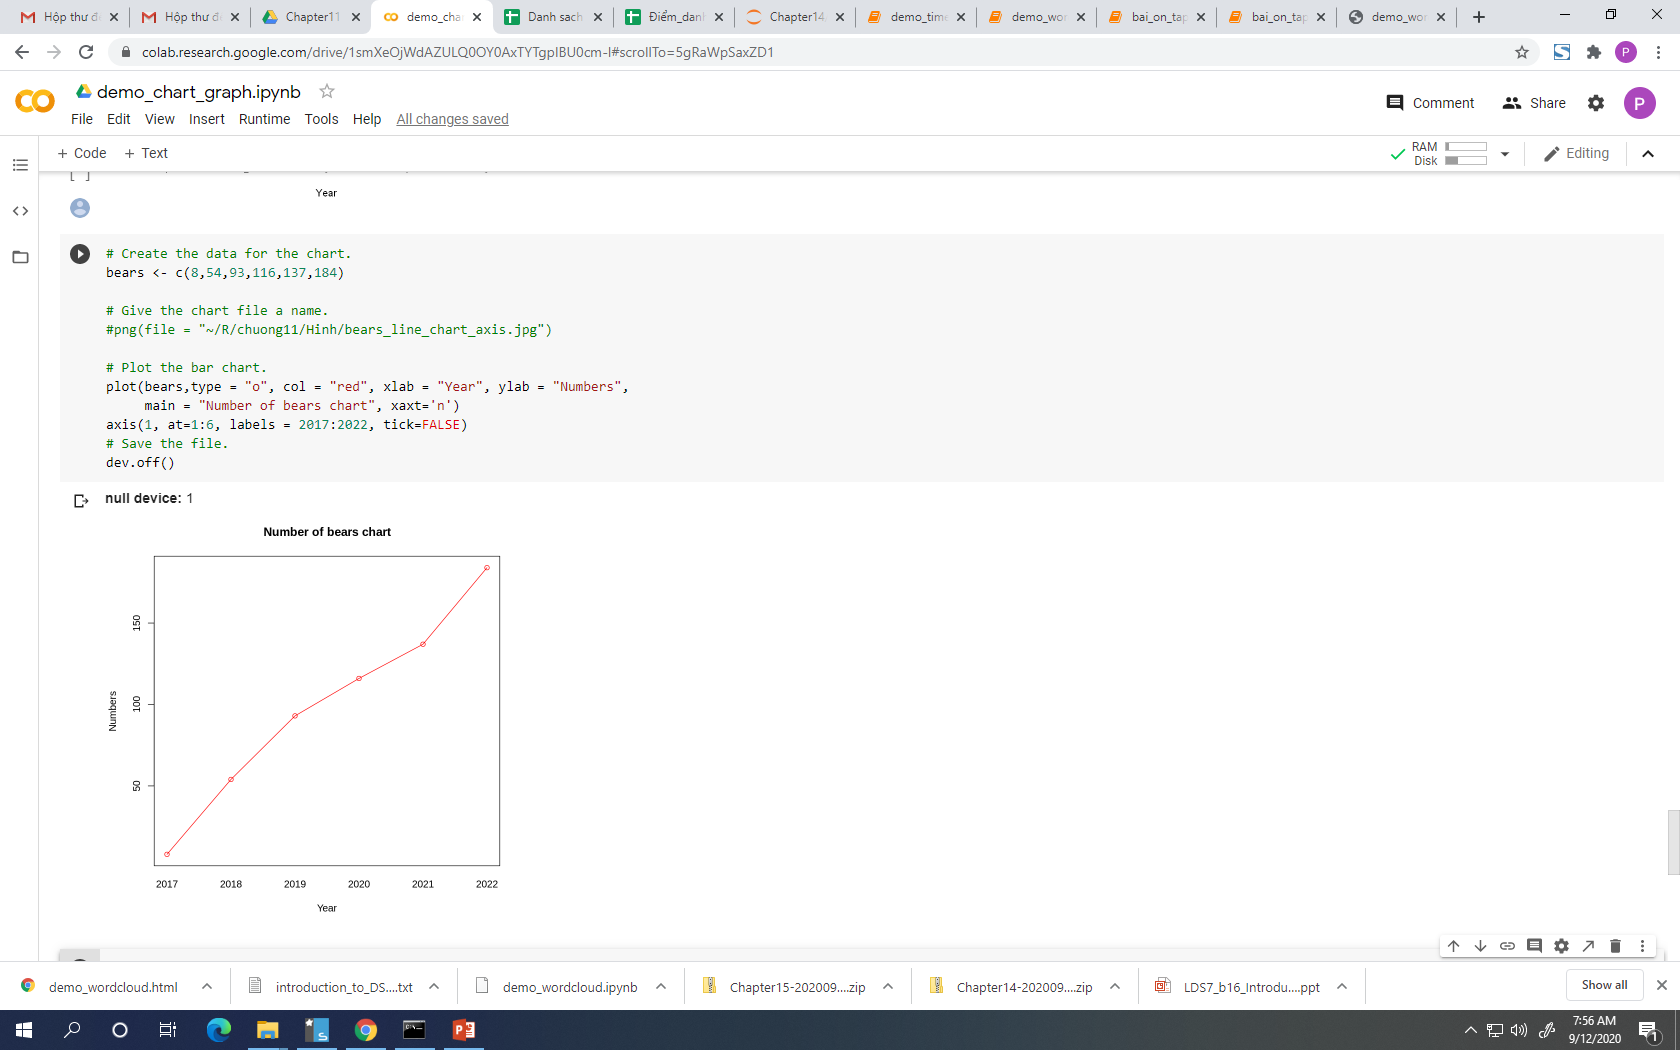 Hộp thư đ
Hộp thư đ
Chapter11
demo_cha
Danh sach
Điểm_danh
Chapter14
demo_time
demo_wor
bai_on_tap
bai_on_tap
demo_wor
colab.research.google.com/drive/1smXeOjWdAZULQ0OY0AxTYTgpIBU0cm-I#scrollTo=5gRaWpSaxZD1
P
demo_chart_graph.ipynb
Comment
Share
P
File Edit View Insert Runtime Tools Help All changes saved
+ Code + Text
RAM
Disk
Editing
[ ]
Year
# Create the data for the chart.
bears <- c(8,54,93,116,137,184)
# Give the chart file a name.
#png(file = "~/R/chuong11/Hinh/bears_line_chart_axis.jpg")
# Plot the bar chart.
plot(bears,type = "o", col = "red", xlab = "Year", ylab = "Numbers",
main = "Number of bears chart", xaxt='n')
axis(1, at=1:6, labels = 2017:2022, tick=FALSE)
# Save the file.
dev.off()
null device: 1
Number of bears chart
150
100
50
Numbers
2017 2018 2019 2020 2021 2022
Year
demo_wordcloud.html
introduction_to_DS....txt
demo_wordcloud.ipynb
Chapter15-202009....zip
Chapter14-202009....zip
LDS7_b16_Introdu....ppt
Show all
7:56 AM
9/12/2020
1